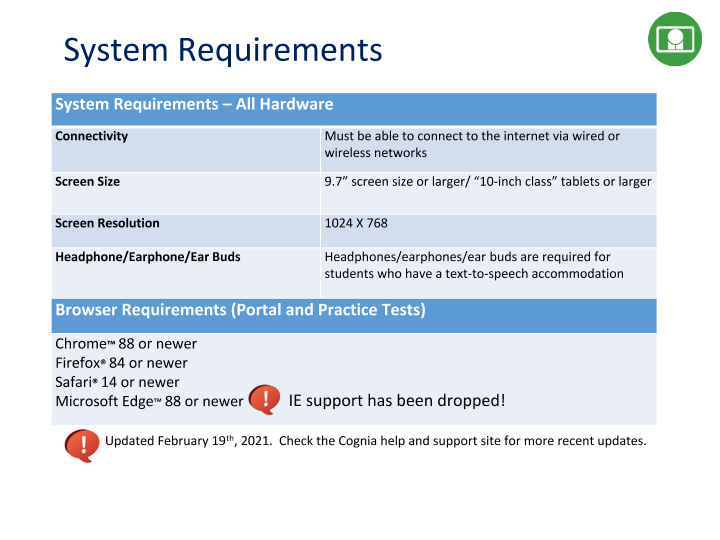 System Requirements
System Requirements – All Hardware
Connectivity
Must be able to connect to the internet via wired or
wireless networks
Screen Size
9.7” screen size or larger/ “10-inch class” tablets or larger
Screen Resolution
1024 X 768
Headphone/Earphone/Ear Buds
Headphones/earphones/ear buds are required for
students who have a text-to-speech accommodation
Browser Requirements (Portal and Practice Tests)
Chrome™ 88 or newer
Firefox® 84 or newer
Safari® 14 or newer
Microsoft Edge™ 88 or newer
! IE support has been dropped!
! Updated February 19th, 2021. Check the Cognia help and support site for more recent updates.